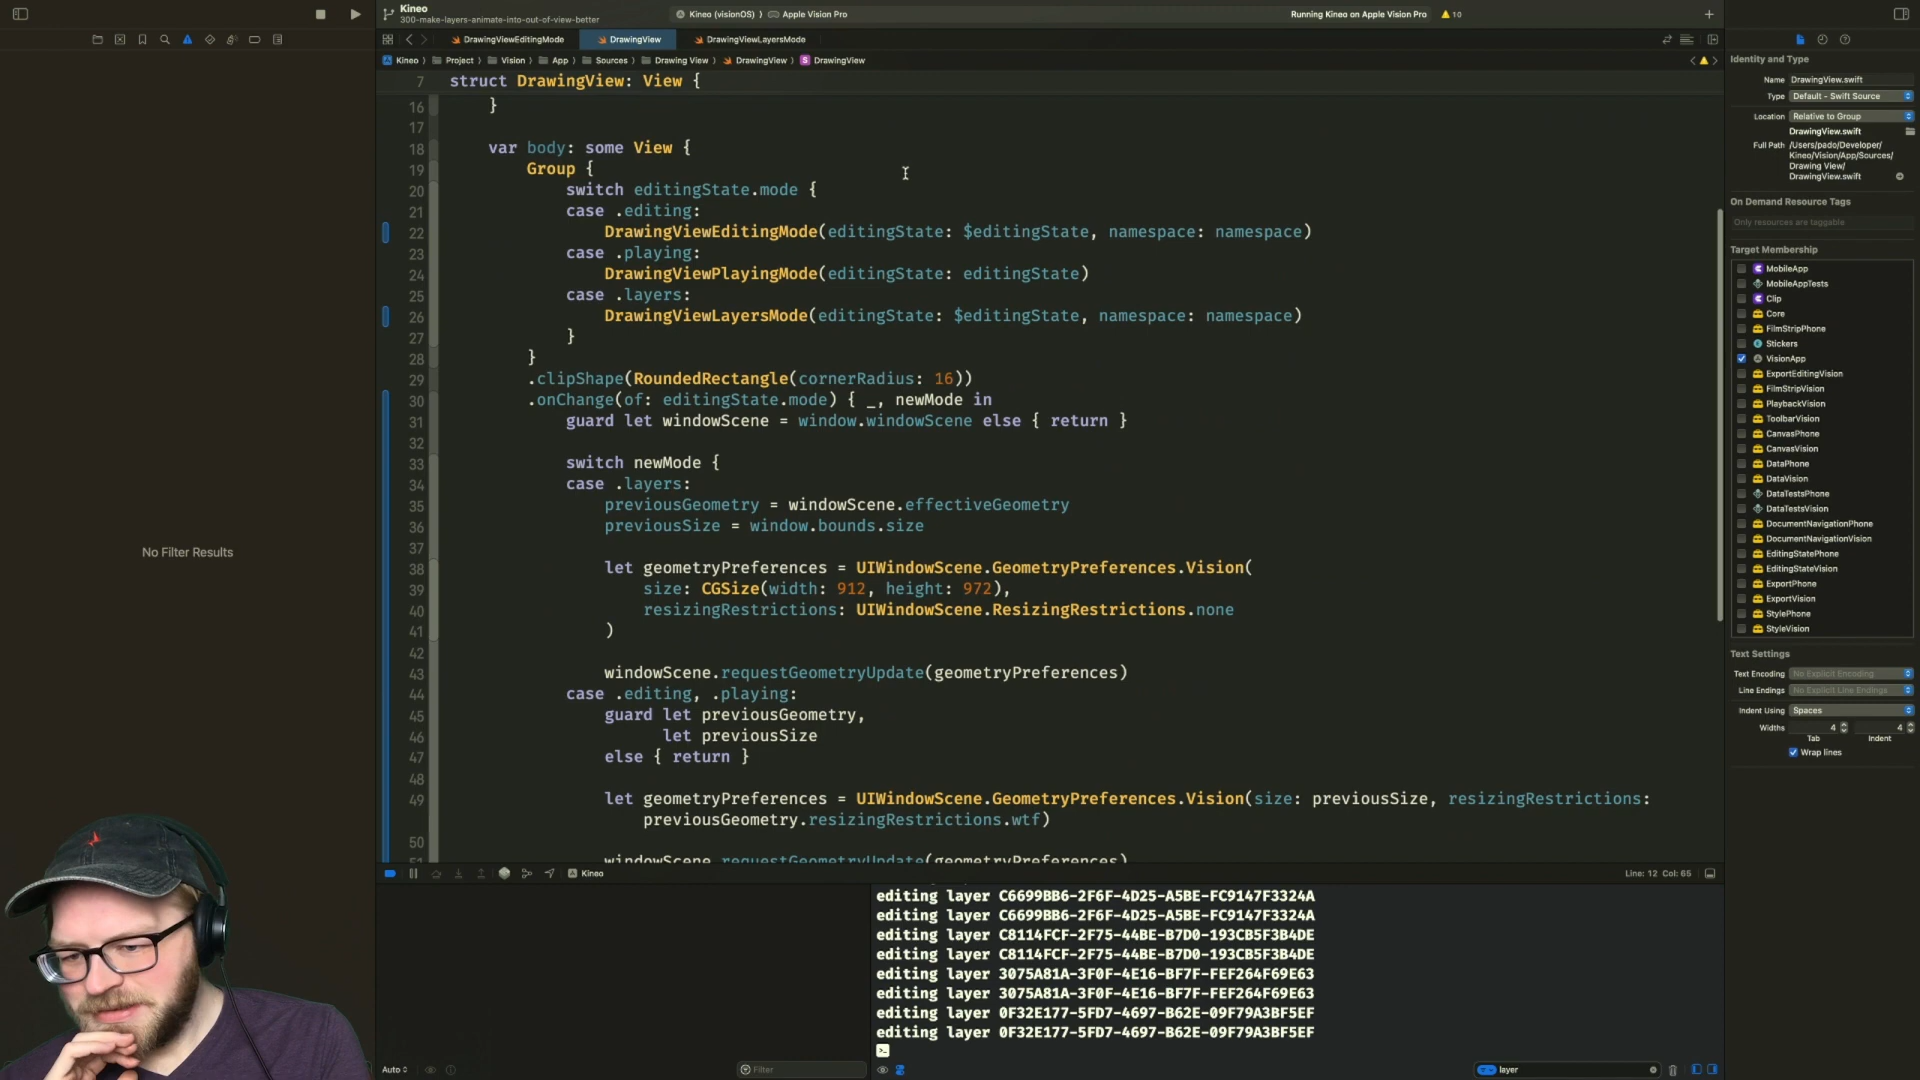 Kineo
300-make-layers-animate-into-out-of-view-better
Kineo (visionOS) 〉 Apple Vision Pro
Running Kineo on Apple Vision Pro
10
DrawingViewEditingMode
DrawingView
DrawingViewLayersMode
Kineo 〉 Project 〉 Vision 〉 App 〉 Sources 〉 Drawing View 〉 DrawingView 〉 S DrawingView
7 struct DrawingView: View {
16 }
17
18 var body: some View {
19 Group {
20 switch editingState.mode {
21 case .editing:
22 DrawingViewEditingMode(editingState: $editingState, namespace: namespace)
23 case .playing:
24 DrawingViewPlayingMode(editingState: editingState)
25 case .layers:
26 DrawingViewLayersMode(editingState: $editingState, namespace: namespace)
27 }
28 }
29 .clipShape(RoundedRectangle(cornerRadius: 16))
30 .onChange(of: editingState.mode) { _, newMode in
31 guard let windowScene = window.windowScene else { return }
32
33 switch newMode {
34 case .layers:
35 previousGeometry = windowScene.effectiveGeometry
36 previousSize = window.bounds.size
37
38 let geometryPreferences = UIWindowScene.GeometryPreferences.Vision(
39 size: CGSize(width: 912, height: 972),
40 resizingRestrictions: UIWindowScene.ResizingRestrictions.none
41 )
42
43 windowScene.requestGeometryUpdate(geometryPreferences)
44 case .editing, .playing:
45 guard let previousGeometry,
46 let previousSize
47 else { return }
48
49 let geometryPreferences = UIWindowScene.GeometryPreferences.Vision(size: previousSize, resizingRestrictions:
previousGeometry.resizingRestrictions.wtf)
50
51 windowScene.requestGeometryUpdate(geometryPreferences)
No Filter Results
Kineo
Line: 12 Col: 65
editing layer C6699BB6-2F6F-4D25-A5BE-FC9147F3324A
editing layer C6699BB6-2F6F-4D25-A5BE-FC9147F3324A
editing layer C8114FCF-2F75-44BE-B7D0-193CB5F3B4DE
editing layer C8114FCF-2F75-44BE-B7D0-193CB5F3B4DE
editing layer 3075A81A-3F0F-4E16-BF7F-FEF264F69E63
editing layer 3075A81A-3F0F-4E16-BF7F-FEF264F69E63
editing layer 0F32E177-5FD7-4697-B62E-09F79A3BF5EF
editing layer 0F32E177-5FD7-4697-B62E-09F79A3BF5EF
Auto
Filter
layer
Identity and Type
Name DrawingView.swift
Type Default - Swift Source
Location Relative to Group
DrawingView.swift
Full Path /Users/pado/Developer/
Kineo/Vision/App/Sources/
Drawing View/
DrawingView.swift
On Demand Resource Tags
Only resources are taggable
Target Membership
MobileApp
MobileAppTests
Clip
Core
FilmStripPhone
Stickers
VisionApp
ExportEditingVision
FilmStripVision
PlaybackVision
ToolbarVision
CanvasPhone
CanvasVision
DataPhone
DataVision
DataTestsPhone
DataTestsVision
DocumentNavigationPhone
DocumentNavigationVision
EditingStatePhone
EditingStateVision
ExportPhone
ExportVision
StylePhone
StyleVision
Text Settings
Text Encoding No Explicit Encoding
Line Endings No Explicit Line Endings
Indent Using Spaces
Widths 4 4
Tab Indent
Wrap lines